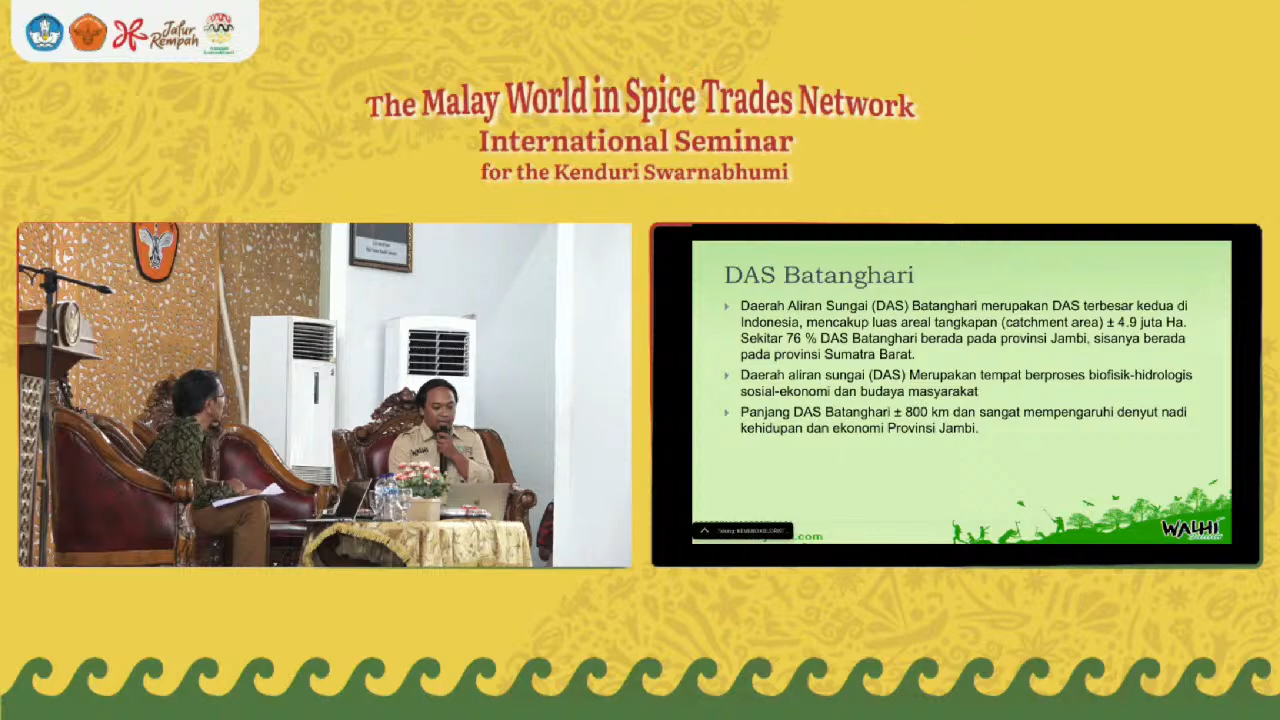 Jalur
Rempah
The Malay World in Spice Trades Network
International Seminar
for the Kenduri Swarnabhumi
WALHI
DAS Batanghari
Daerah Aliran Sungai (DAS) Batanghari merupakan DAS terbesar kedua di
Indonesia, mencakup luas areal tangkapan (catchment area) ± 4.9 juta Ha.
Sekitar 76 % DAS Batanghari berada pada provinsi Jambi, sisanya berada
pada provinsi Sumatra Barat.
Daerah aliran sungai (DAS) Merupakan tempat berproses biofisik-hidrologis
sosial-ekonomi dan budaya masyarakat
Panjang DAS Batanghari ± 800 km dan sangat mempengaruhi denyut nadi
kehidupan dan ekonomi Provinsi Jambi.
.com
WALHI